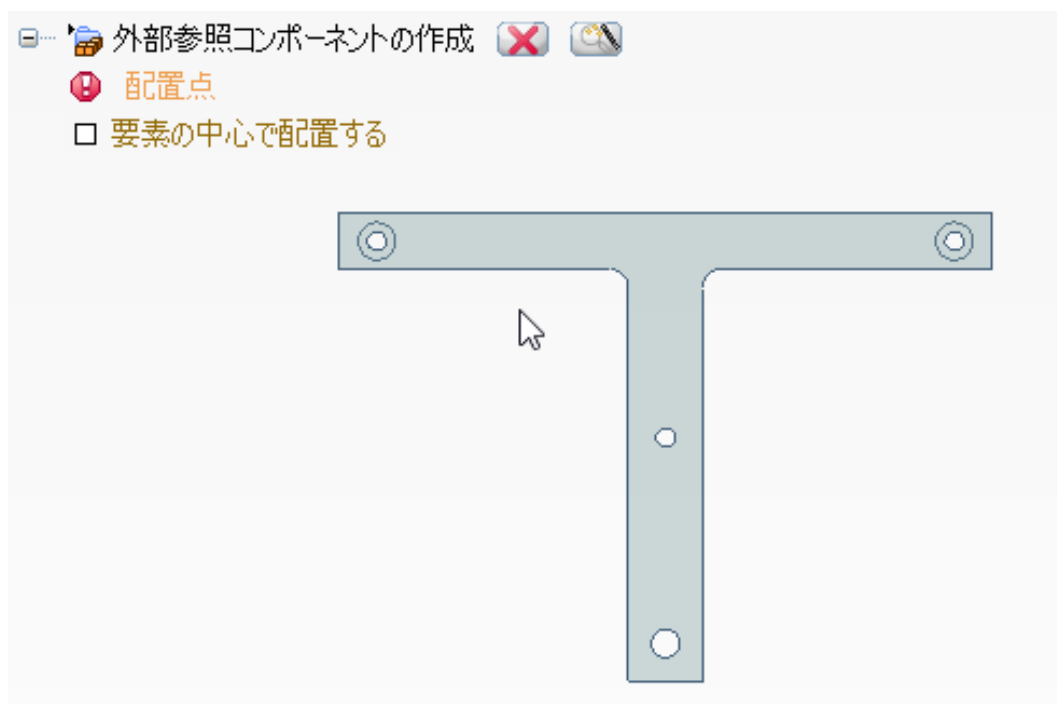 外部参照コンポーネントの作成
配置点
要素の中心で配置する